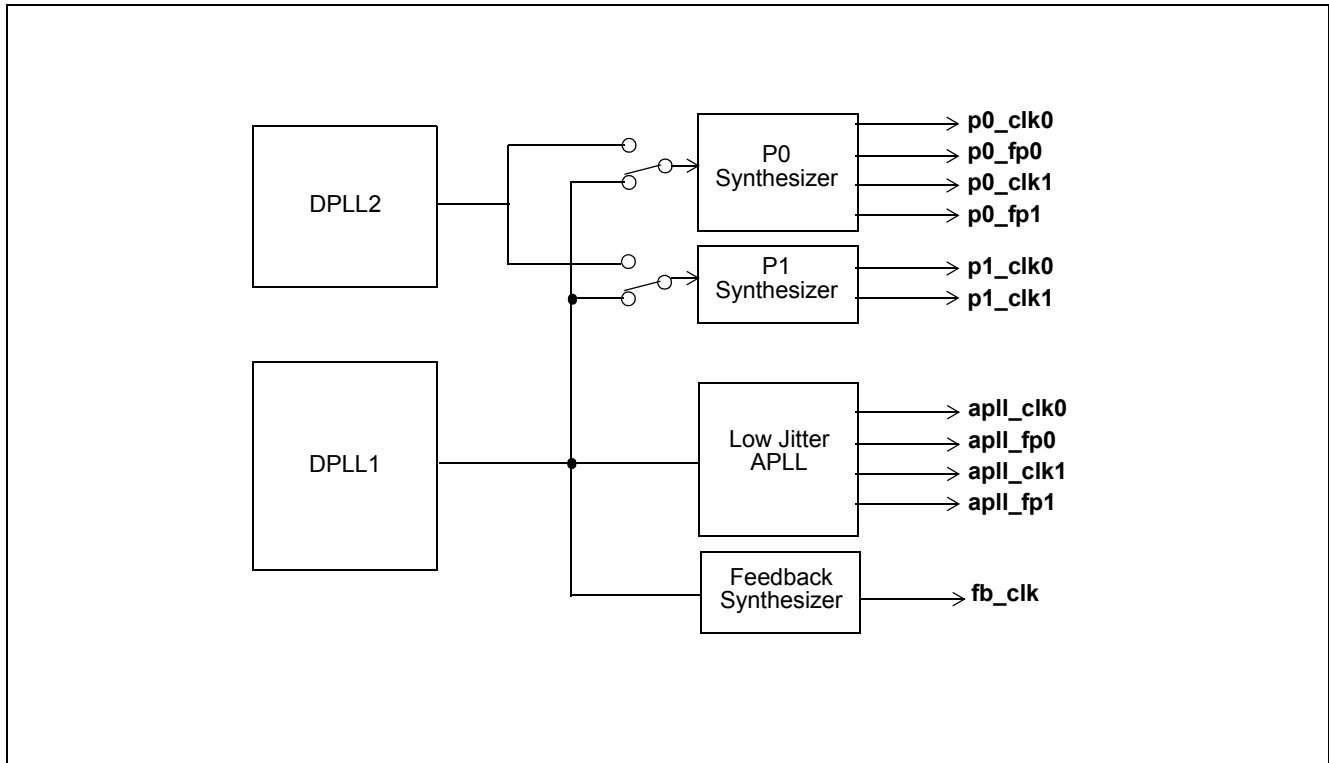 DPLL2
P0
Synthesizer
p0_clk0
p0_fp0
p0_clk1
p0_fp1
P1
Synthesizer
p1_clk0
p1_clk1
DPLL1
Low Jitter
APLL
apll_clk0
apll_fp0
apll_clk1
apll_fp1
Feedback
Synthesizer
fb_clk